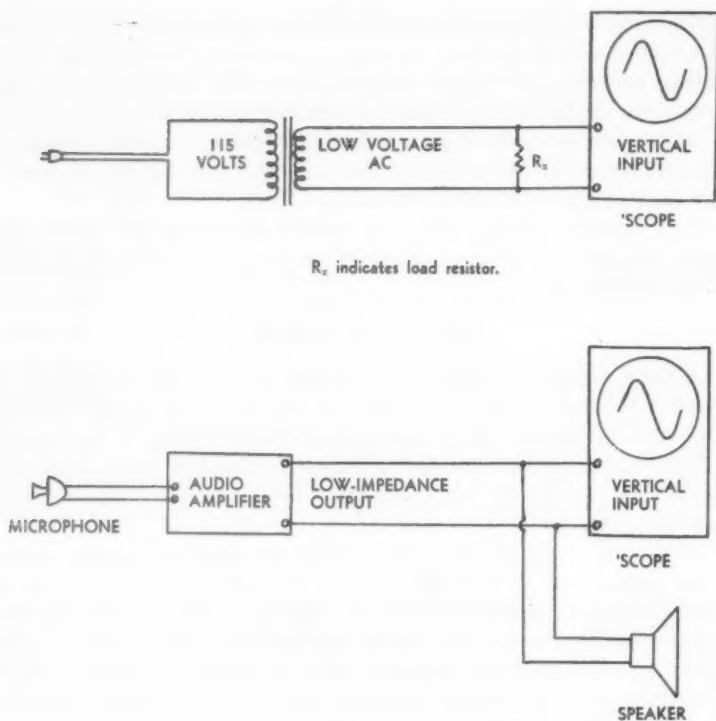 115
VOLTS
LOW VOLTAGE
AC
Rₓ
VERTICAL
INPUT
'SCOPE
Rₓ indicates load resistor.
MICROPHONE
AUDIO
AMPLIFIER
LOW-IMPEDANCE
OUTPUT
VERTICAL
INPUT
'SCOPE
SPEAKER